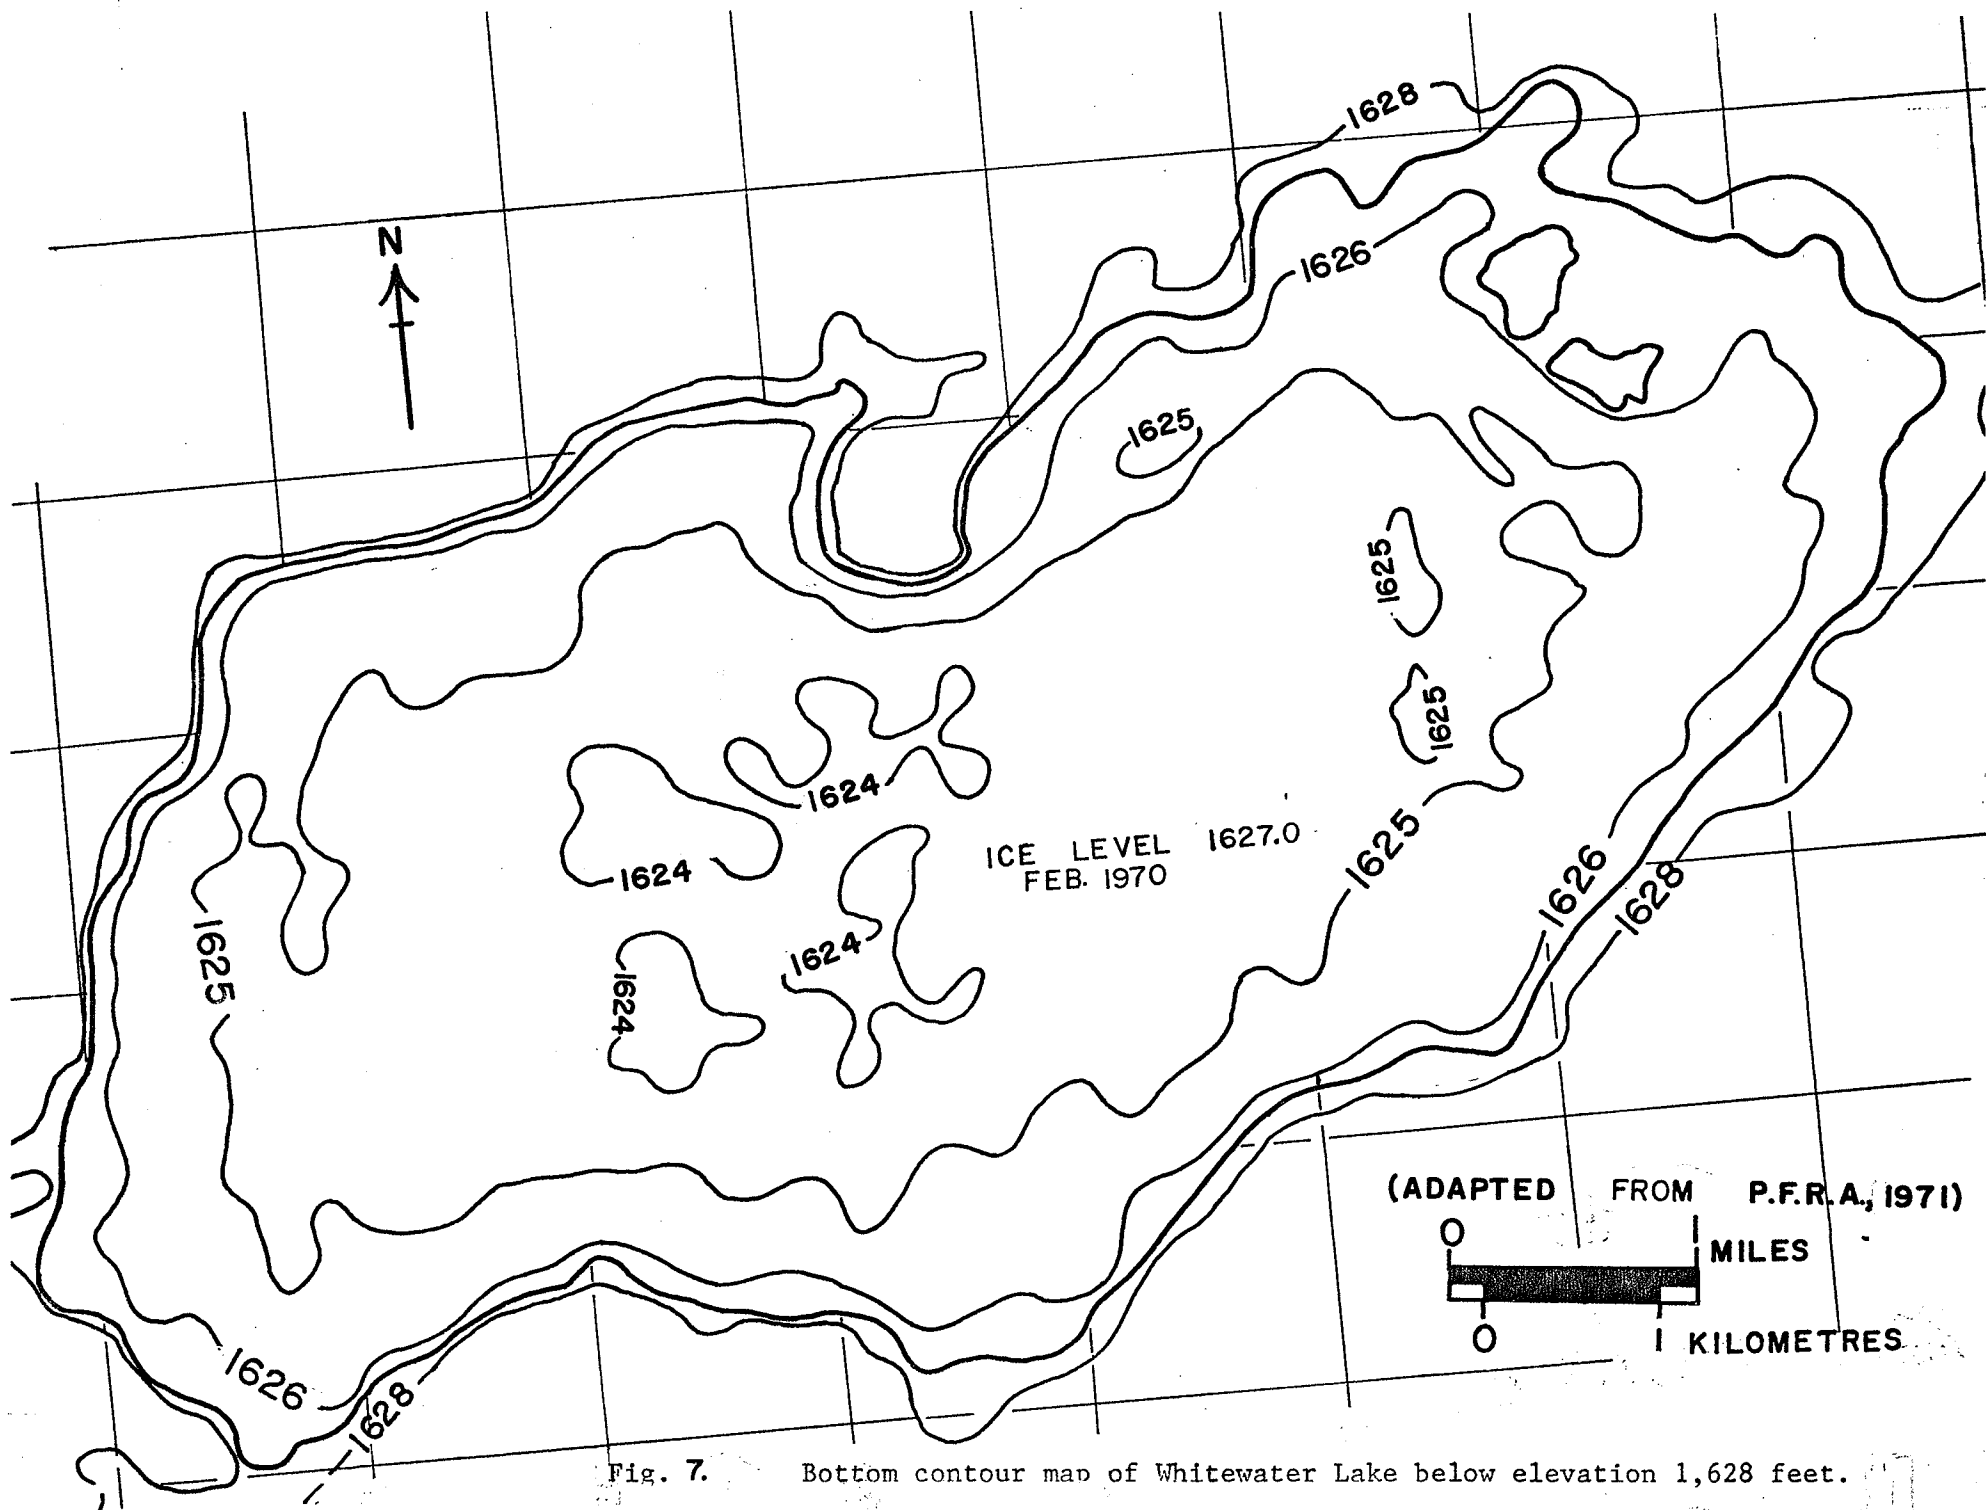 1628
N
1626
1625
1625
1625
1624
ICE LEVEL 1627.0
FEB. 1970
1624
1625
1626
1628
1625
1624
1624
(ADAPTED FROM P.F.R.A., 1971)
0 1
MILES
0 1 KILOMETRES
1626
1628
Fig. 7. Bottom contour map of Whitewater Lake below elevation 1,628 feet.